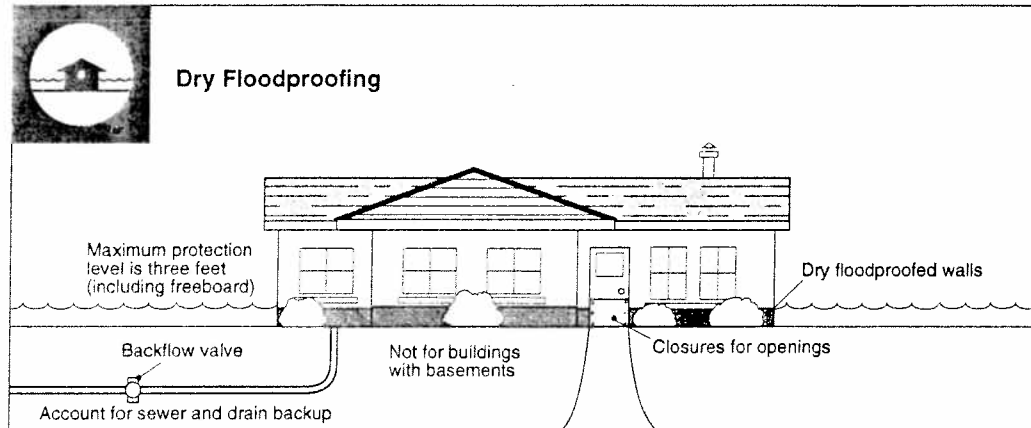 Dry Floodproofing
Maximum protection
level is three feet
(including freeboard)
Dry floodproofed walls
Backflow valve
Not for buildings
with basements
Closures for openings
Account for sewer and drain backup